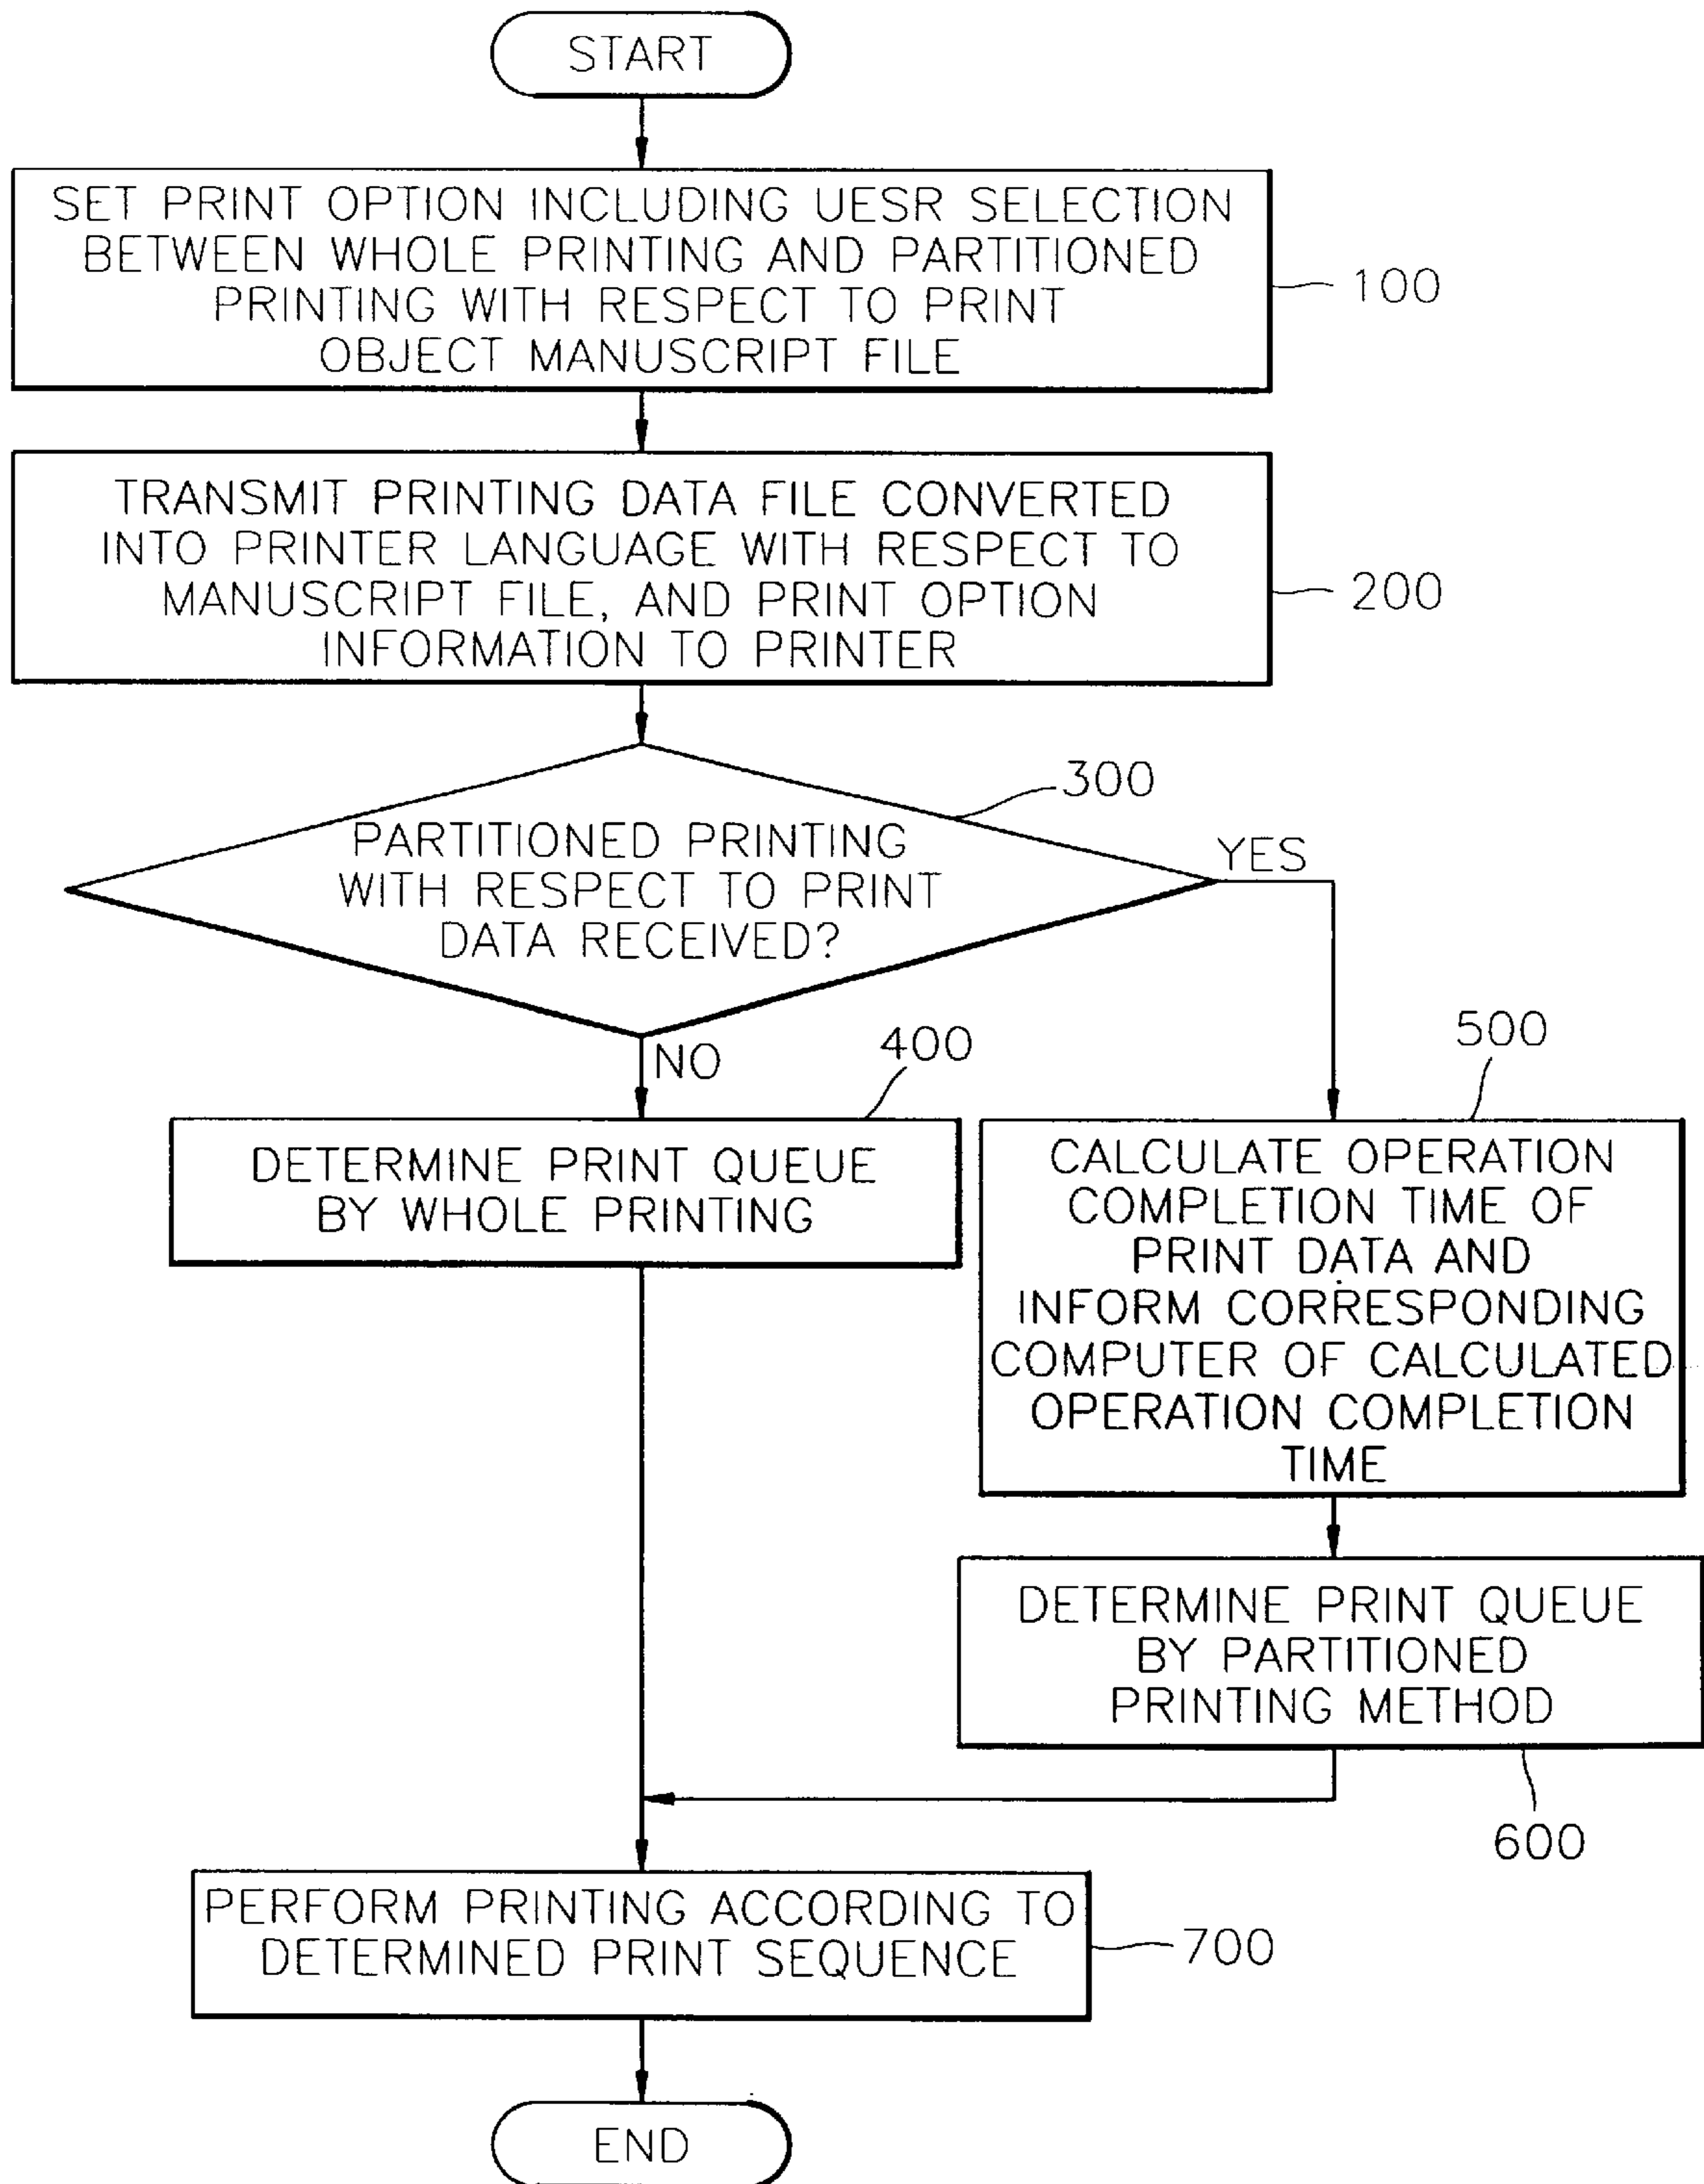 START
SET PRINT OPTION INCLUDING UESR SELECTION
BETWEEN WHOLE PRINTING AND PARTITIONED
PRINTING WITH RESPECT TO PRINT
OBJECT MANUSCRIPT FILE
100
TRANSMIT PRINTING DATA FILE CONVERTED
INTO PRINTER LANGUAGE WITH RESPECT TO
MANUSCRIPT FILE, AND PRINT OPTION
INFORMATION TO PRINTER
200
300
PARTITIONED PRINTING
WITH RESPECT TO PRINT
DATA RECEIVED?
YES
NO
400
DETERMINE PRINT QUEUE
BY WHOLE PRINTING
500
CALCULATE OPERATION
COMPLETION TIME OF
PRINT DATA AND
INFORM CORRESPONDING
COMPUTER OF CALCULATED
OPERATION COMPLETION
TIME
DETERMINE PRINT QUEUE
BY PARTITIONED
PRINTING METHOD
600
PERFORM PRINTING ACCORDING TO
DETERMINED PRINT SEQUENCE
700
END